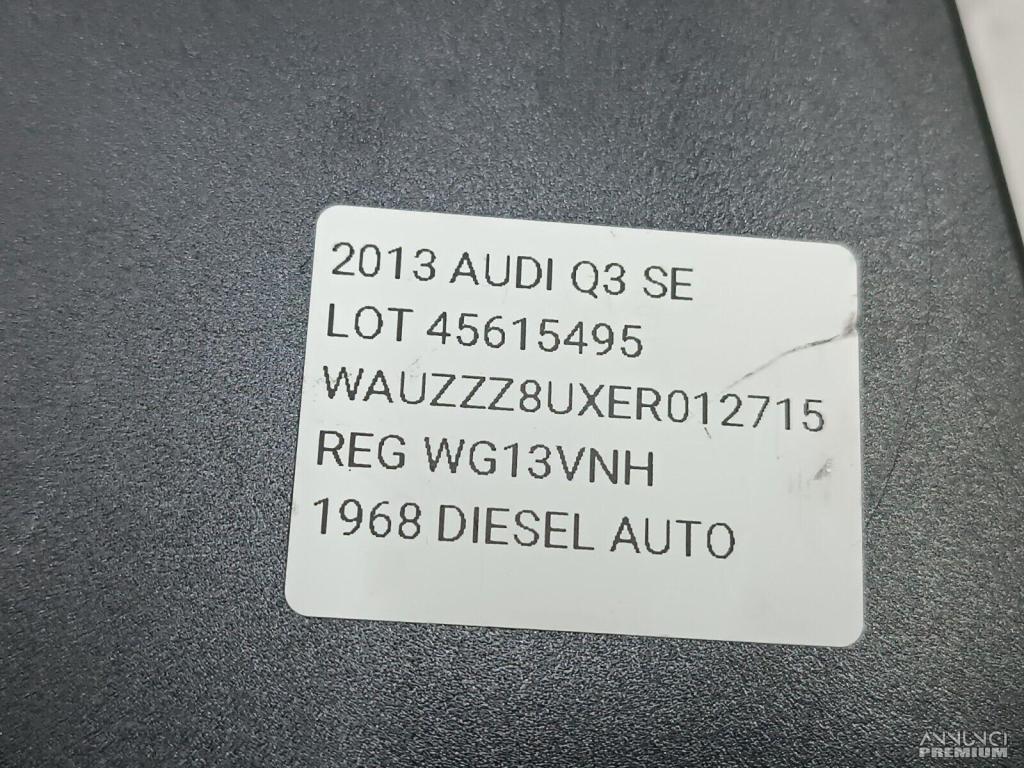 2013 AUDI Q3 SE
LOT 45615495
WAUZZZ8UXER012715
REG WG13VNH
1968 DIESEL AUTO
ANNUNCI
PREMIUM